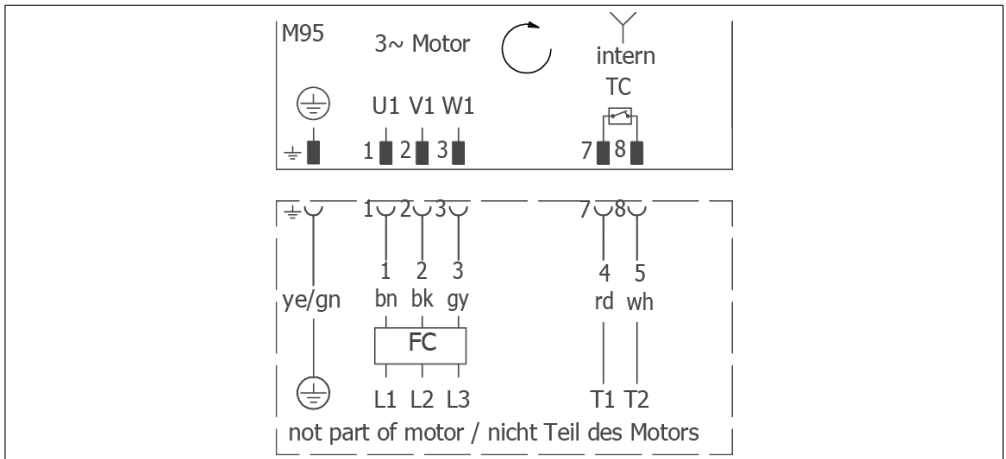 M95
3~ Motor
intern
TC
U1 V1 W1
1 2 3 7 8
1 2 3 7 8
1 2 3 4 5
ye/gn bn bk gy rd wh
FC
L1 L2 L3 T1 T2
not part of motor / nicht Teil des Motors